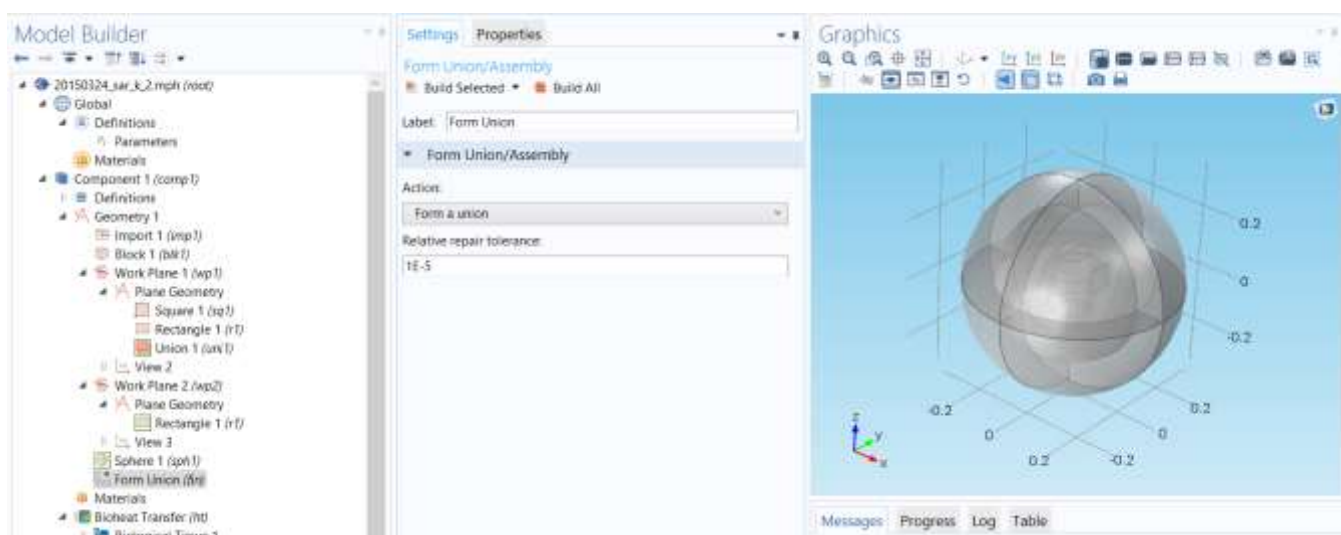 Model Builder
20150324_sar_k_2.mph (root)
Global
Definitions
Parameters
Materials
Component 1 (comp1)
Definitions
Geometry 1
Import 1 (imp1)
Block 1 (blk1)
Work Plane 1 (wp1)
Plane Geometry
Square 1 (sq1)
Rectangle 1 (r1)
Union 1 (uni1)
View 2
Work Plane 2 (wp2)
Plane Geometry
Rectangle 1 (r1)
View 3
Sphere 1 (sph1)
Form Union (fin)
Materials
Bioheat Transfer (ht)
Biological Tissue 1
Settings Properties
Form Union/Assembly
Build Selected Build All
Label: Form Union
Form Union/Assembly
Action:
Form a union
Relative repair tolerance:
1E-5
Graphics
0.2
0
-0.2
-0.2
0
0.2
0.2
0
-0.2
z
y
x
Messages Progress Log Table